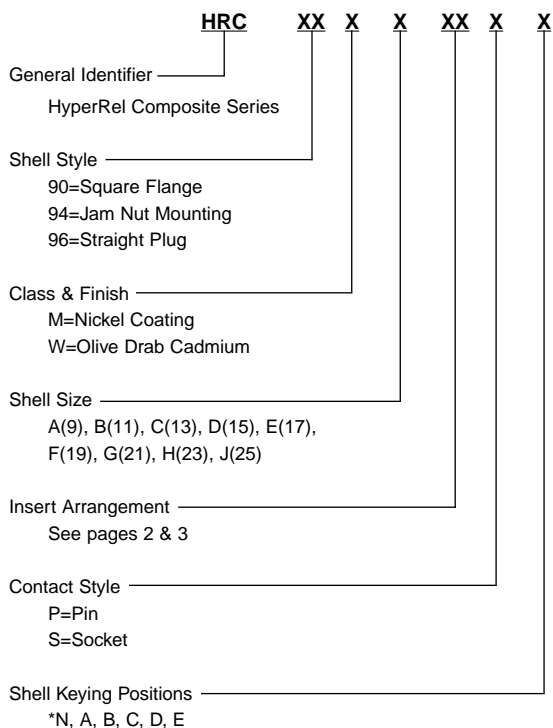 HRC XX X X XX X X
General Identifier
HyperRel Composite Series
Shell Style
90=Square Flange
94=Jam Nut Mounting
96=Straight Plug
Class & Finish
M=Nickel Coating
W=Olive Drab Cadmium
Shell Size
A(9), B(11), C(13), D(15), E(17),
F(19), G(21), H(23), J(25)
Insert Arrangement
See pages 2 & 3
Contact Style
P=Pin
S=Socket
Shell Keying Positions
*N, A, B, C, D, E